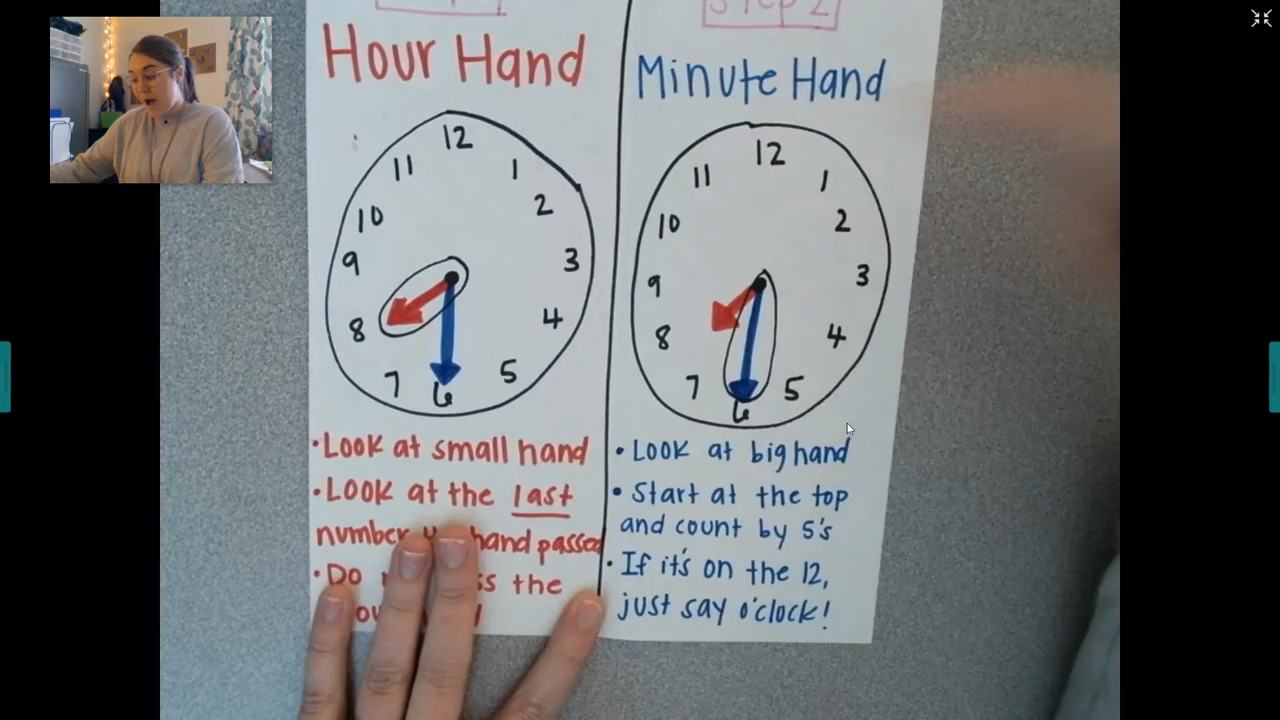 Step 2
Hour Hand
Minute Hand
12
11
1
10
2
9
3
8
4
7
6
5
12
11
1
10
2
9
3
8
4
7
6
5
• Look at small hand
• Look at the last
number hand passed
• Do the
• Look at big hand
• Start at the top
and count by 5's
• If it's on the 12,
just say o'clock!